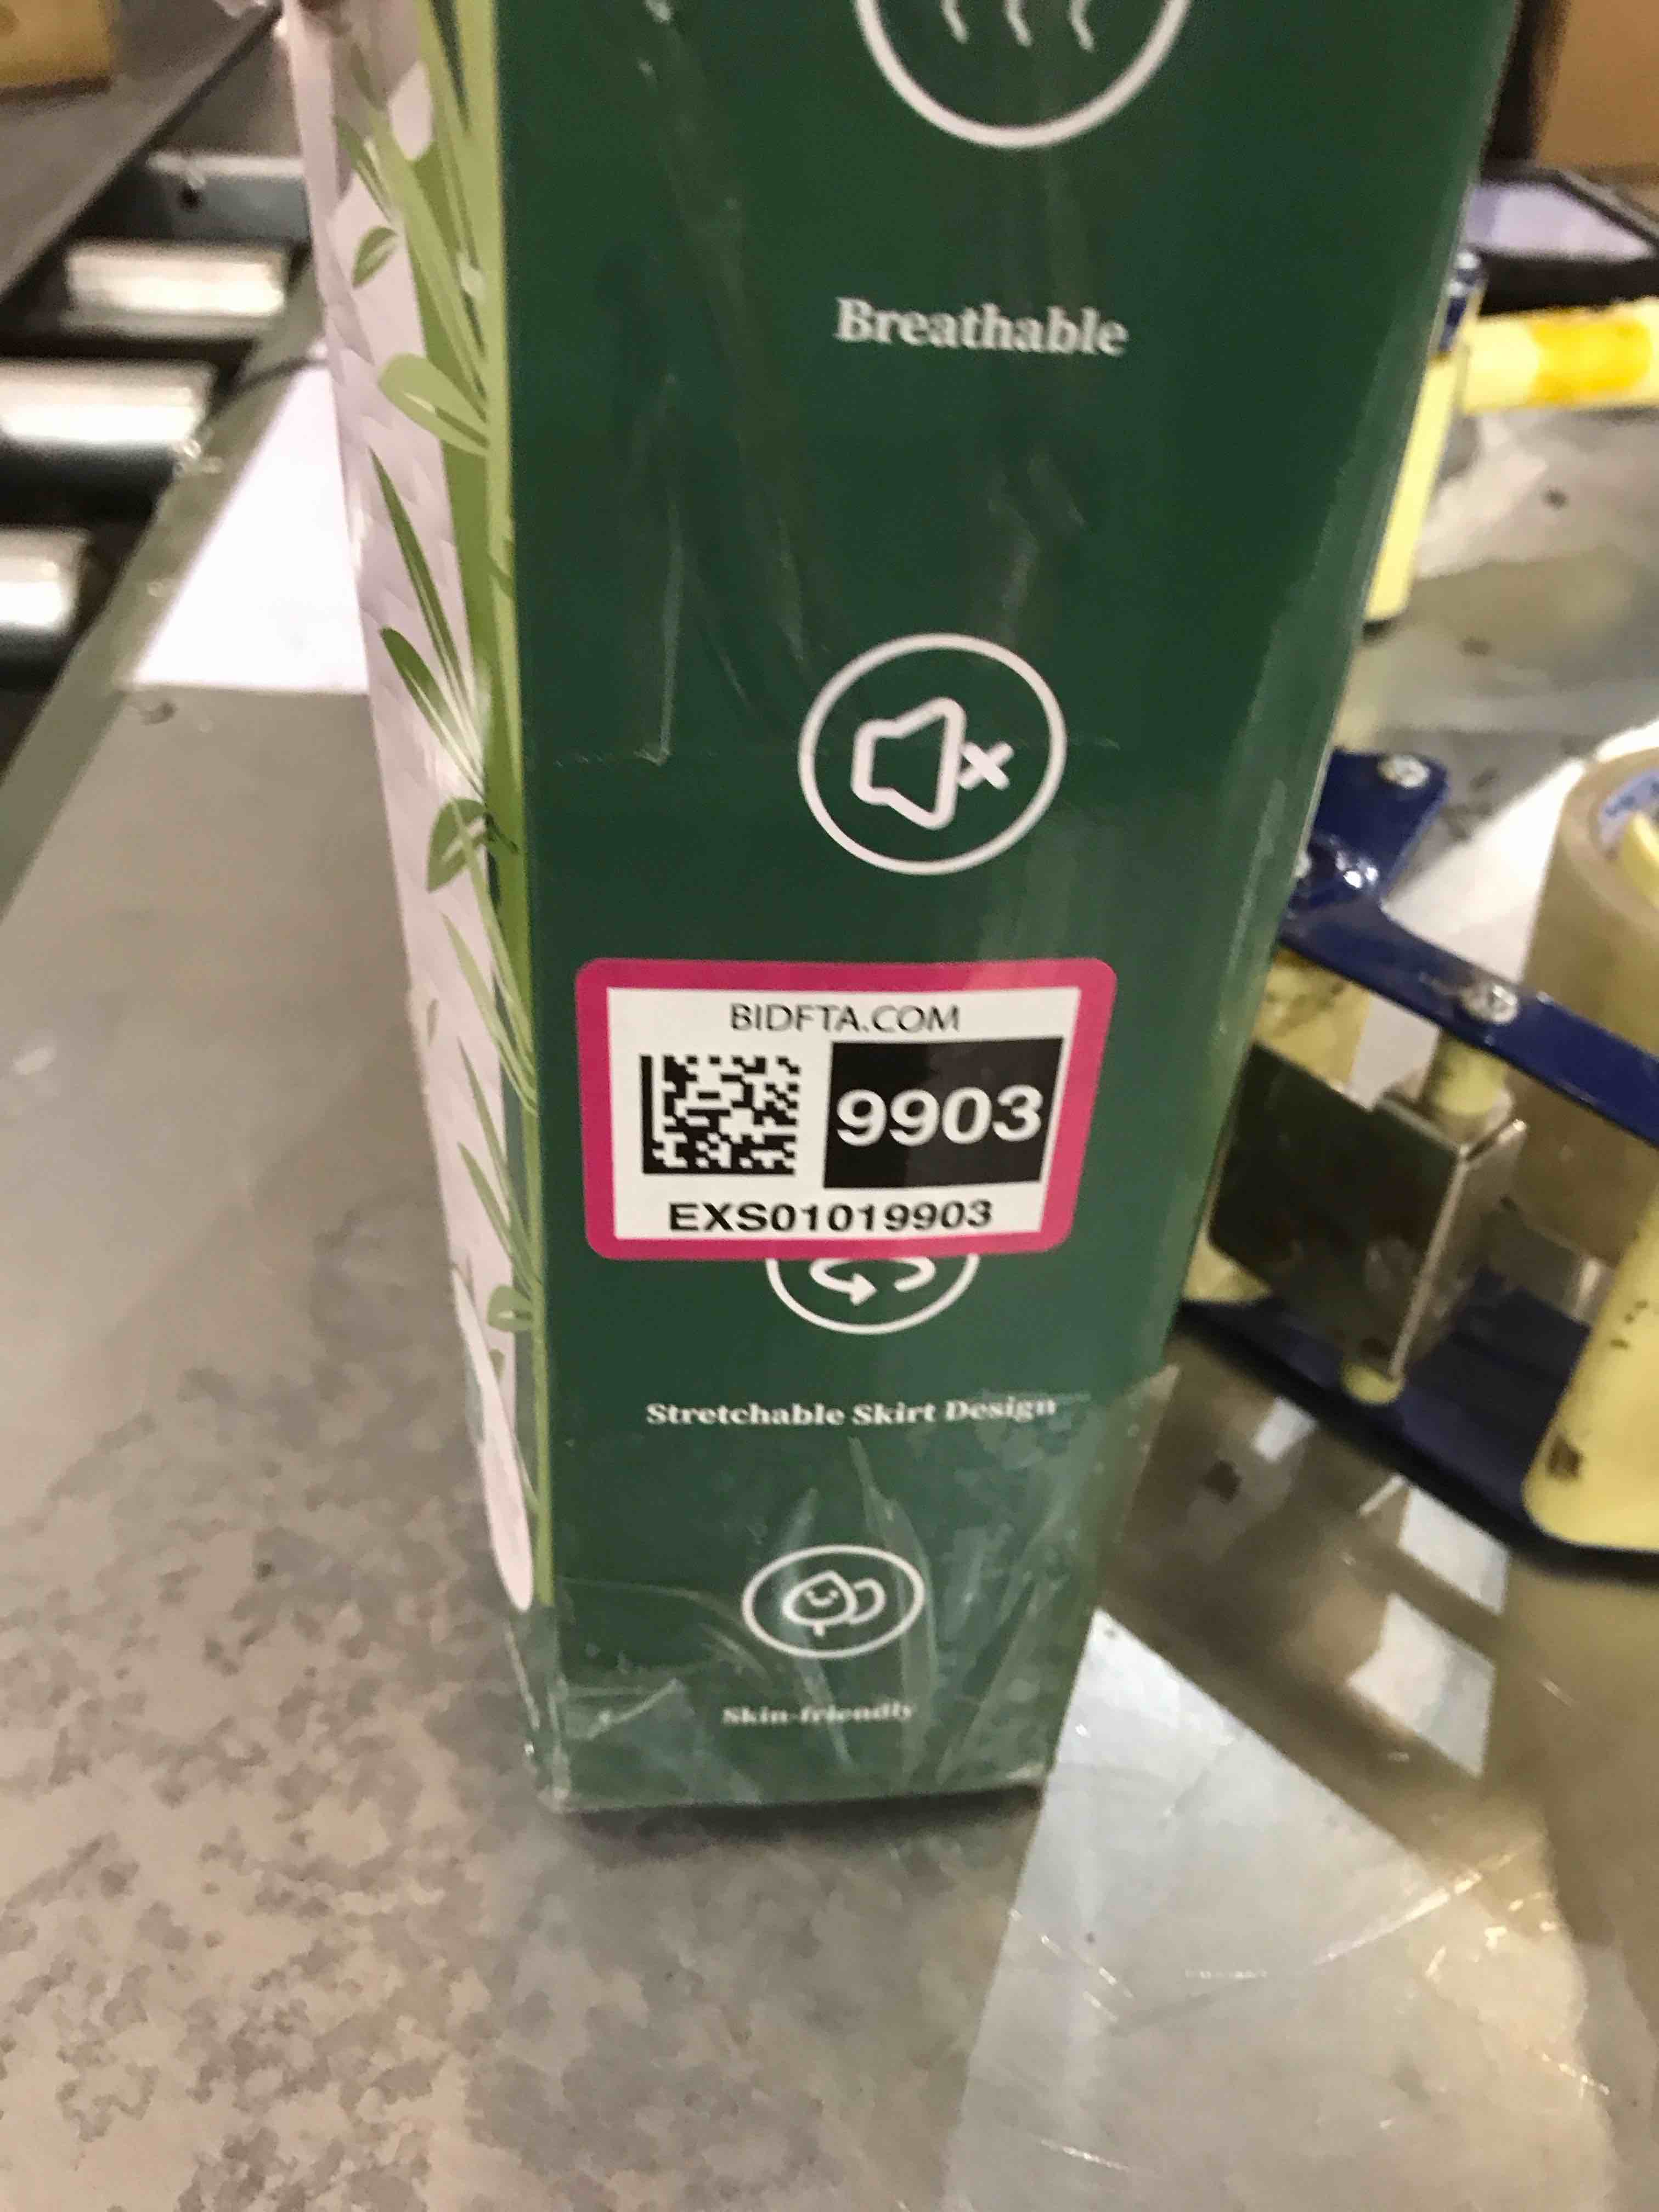 Breathable
BIDFTA.COM
9903
EXS01019903
Stretchable Skirt Design
Skin-friendly